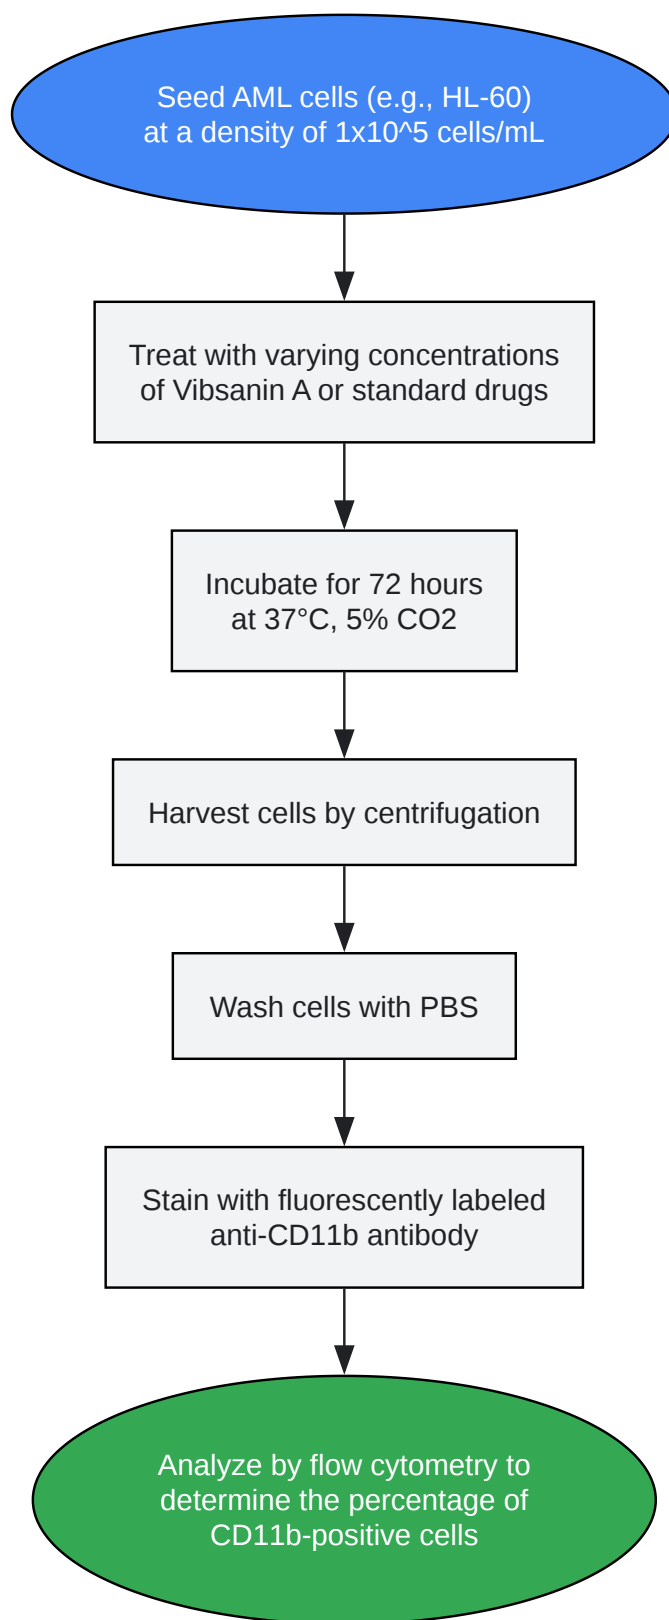 Seed AML cells (e.g., HL-60)
at a density of 1x10^5 cells/mL
Treat with varying concentrations
of Vibsanin A or standard drugs
Incubate for 72 hours
at 37°C, 5% CO2
Harvest cells by centrifugation
Wash cells with PBS
Stain with fluorescently labeled
anti-CD11b antibody
Analyze by flow cytometry to
determine the percentage of
CD11b-positive cells